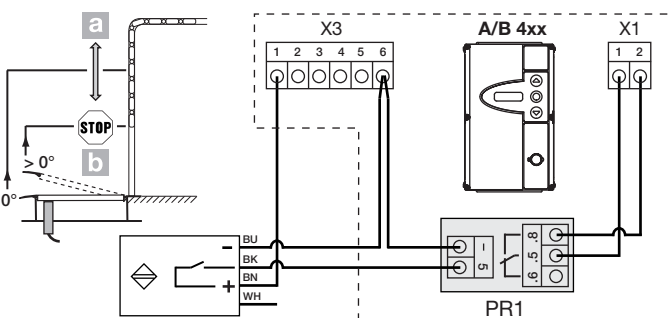 a
STOP
b
> 0°
0°
X3
1 2 3 4 5 6
A/B 4xx
X1
1 2
BU
BK
BN
WH
–
+
– 5
.8 .5 .6
PR1